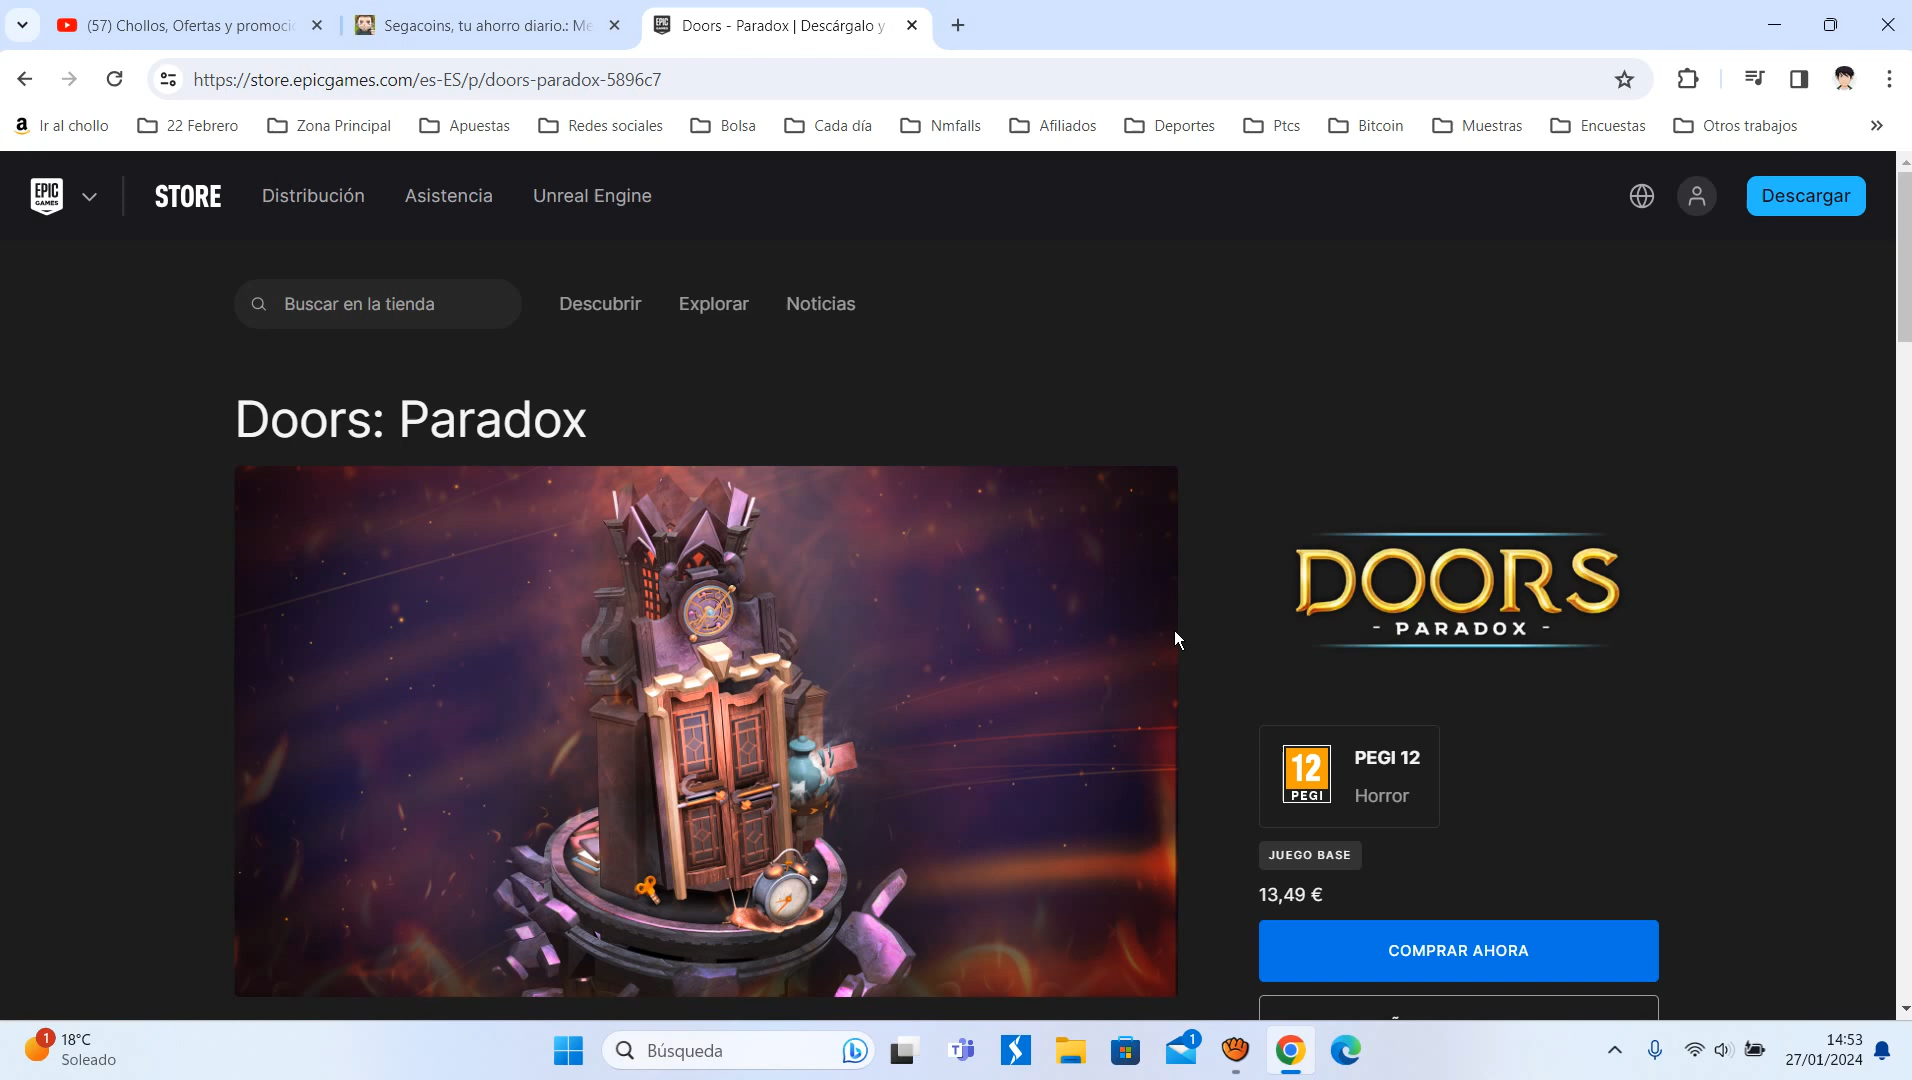 (57) Chollos, Ofertas y promoci
Segacoins, tu ahorro diario.: Me
Doors - Paradox | Descárgalo y
https://store.epicgames.com/es-ES/p/doors-paradox-5896c7
Ir al chollo
22 Febrero
Zona Principal
Apuestas
Redes sociales
Bolsa
Cada día
Nmfalls
Afiliados
Deportes
Ptcs
Bitcoin
Muestras
Encuestas
Otros trabajos
EPIC
GAMES
STORE
Distribución
Asistencia
Unreal Engine
Descargar
Buscar en la tienda
Descubrir
Explorar
Noticias
Doors: Paradox
DOORS
- PARADOX -
12
PEGI
PEGI 12
Horror
JUEGO BASE
13,49 €
COMPRAR AHORA
1
18°C
Soleado
Búsqueda
1
14:53
27/01/2024